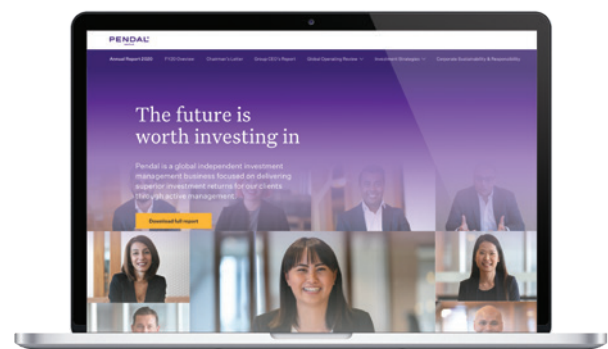 PENDAL
GROUP
Annual Report 2020 FY20 Overview Chairman's Letter Group CEO's Report Global Operating Review Investment Strategies Corporate Sustainability & Responsibility
The future is
worth investing in
Pendal is a global independent investment
management business focused on delivering
superior investment returns for our clients
through active management.
Download full report